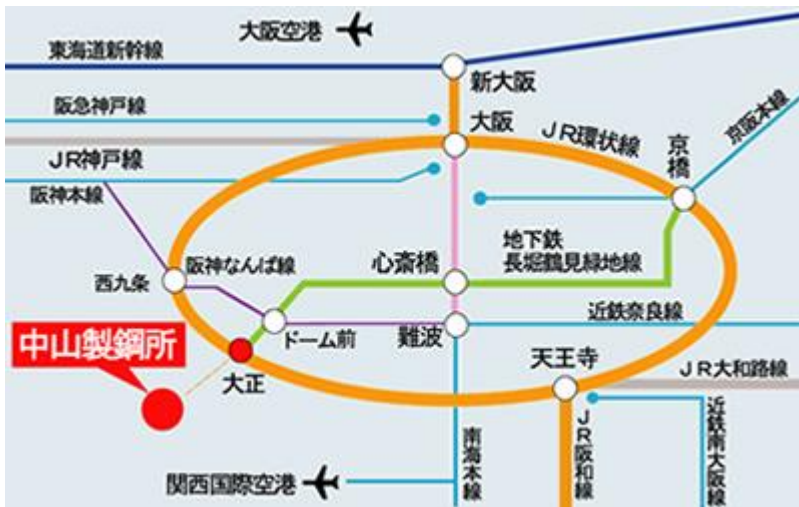 大阪空港
東海道新幹線
新大阪
阪急神戸線
大阪
JR環状線
京阪本線
京橋
JR神戸線
阪神本線
地下鉄
長堀鶴見緑地線
心斎橋
阪神なんば線
西九条
近鉄奈良線
難波
ドーム前
中山製鋼所
大正
天王寺
JR大和路線
南海本線
JR阪和線
近鉄南大阪線
関西国際空港